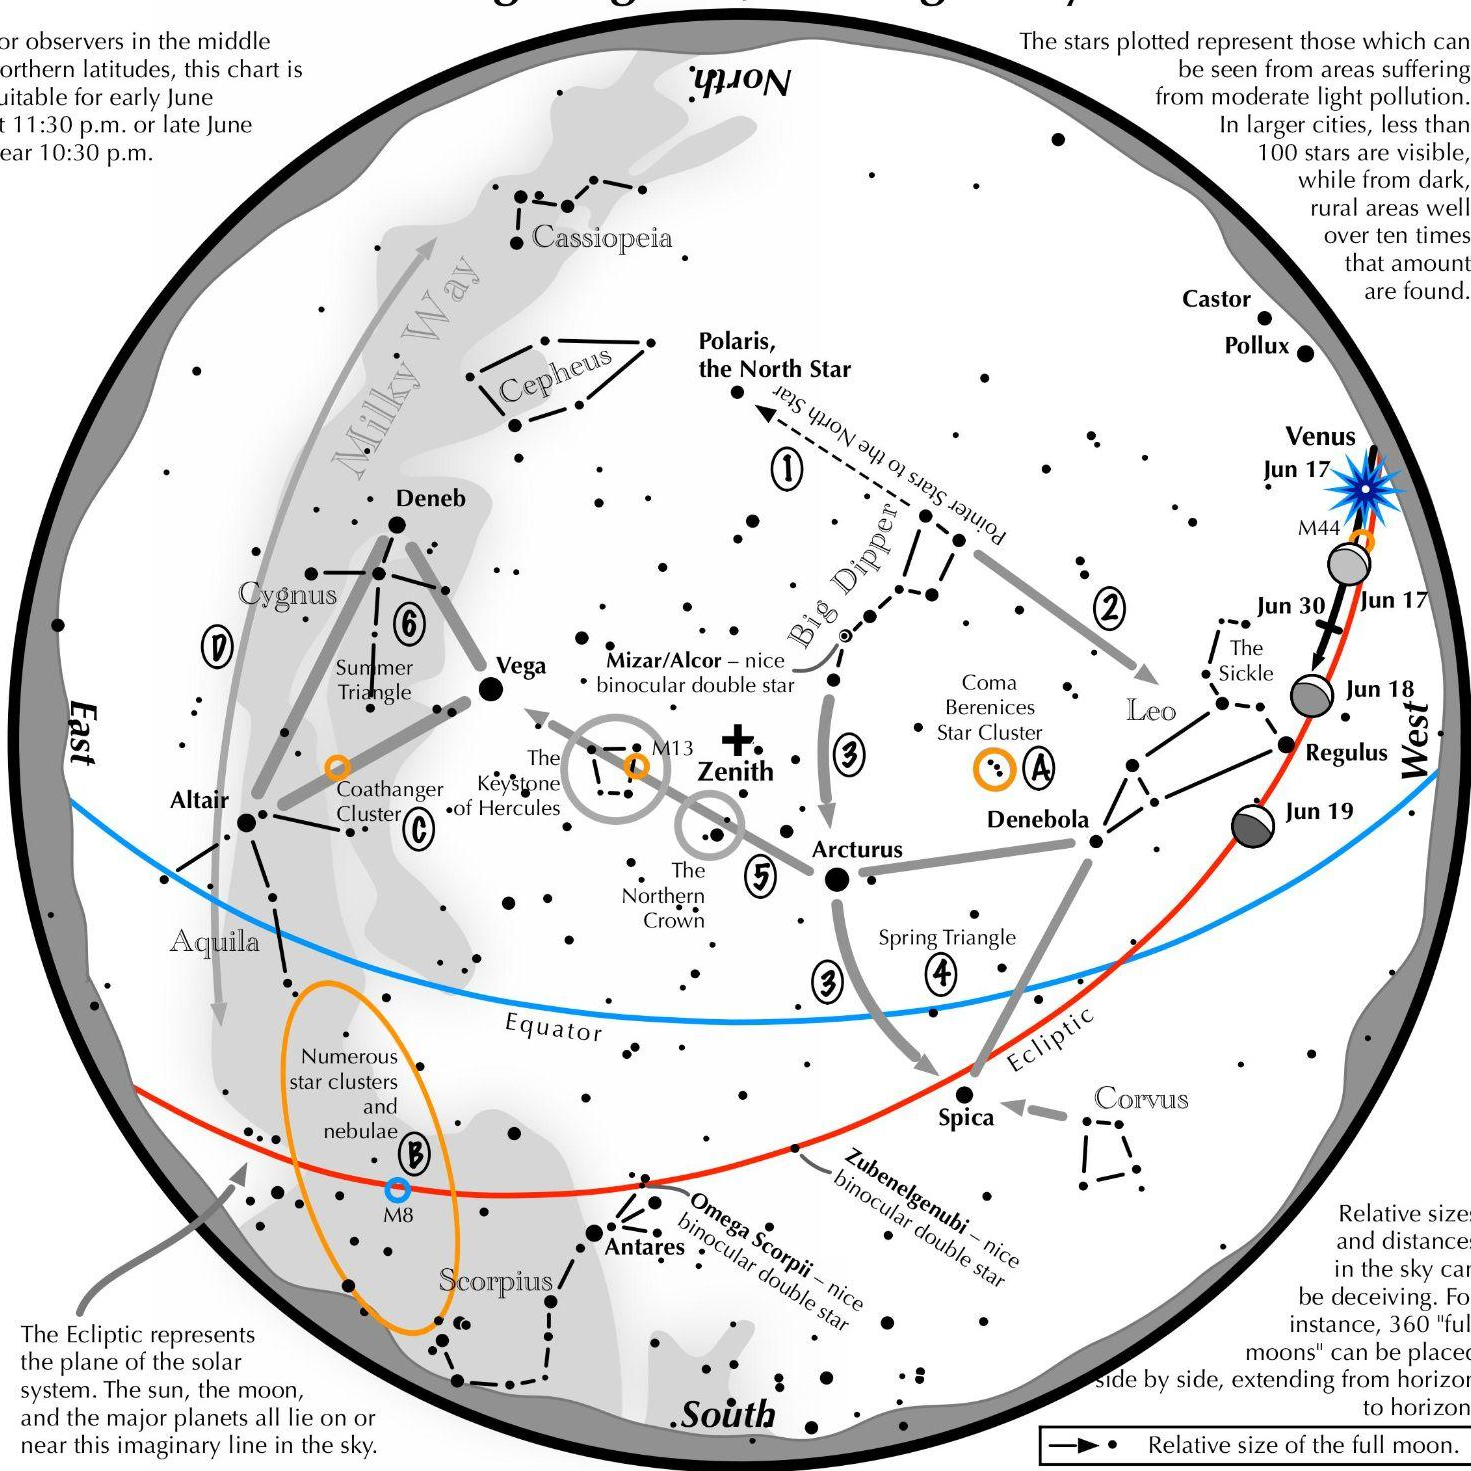 or observers in the middle
orthern latitudes, this chart is
uitable for early June
t 11:30 p.m. or late June
ear 10:30 p.m.
The stars plotted represent those which can
be seen from areas suffering
from moderate light pollution.
In larger cities, less than
100 stars are visible,
while from dark,
rural areas well
over ten times
that amount
are found.
North
Cassiopeia
Milky Way
Castor
Pollux
Cepheus
Polaris,
the North Star
Pointer Stars to the North Star
1
Venus
Jun 17
M44
Deneb
Cygnus
6
D
Big Dipper
2
Jun 30
Jun 17
The
Sickle
Summer
Triangle
Vega
Mizar/Alcor – nice
binocular double star
Coma
Berenices
Star Cluster
A
Leo
Jun 18
East
West
M13
Zenith
3
Regulus
The
Keystone
of Hercules
Coathanger
Cluster
C
Altair
Denebola
Jun 19
Arcturus
The
Northern
Crown
5
Aquila
Spring Triangle
4
3
Equator
Ecliptic
Numerous
star clusters
and
nebulae
B
M8
Spica
Corvus
Zubenelgenubi – nice
binocular double star
Omega Scorpii – nice
binocular double star
Antares
Scorpius
The Ecliptic represents
the plane of the solar
system. The sun, the moon,
and the major planets all lie on or
near this imaginary line in the sky.
South
Relative sizes
and distances
in the sky can
be deceiving. Fo
instance, 360 "ful
moons" can be placed
side by side, extending from horizon
to horizon
Relative size of the full moon.